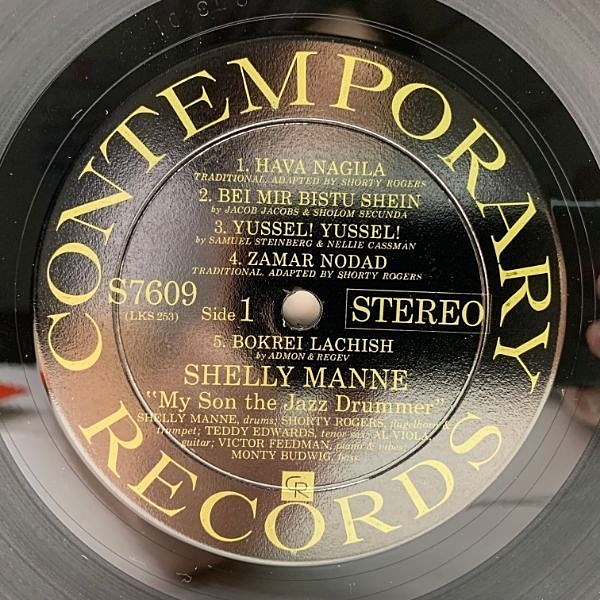 CONTEMPORARY
1. HAVA NAGILA
TRADITIONAL. ADAPTED BY SHORTY ROGERS
2. BEI MIR BISTU SHEIN
by JACOB JACOBS & SHOLOM SECUNDA
3. YUSSEL! YUSSEL!
by SAMUEL STEINBERG & NELLIE CASSMAN
4. ZAMAR NODAD
TRADITIONAL. ADAPTED BY SHORTY ROGERS
S7609
(LKS 253)
Side 1
STEREO
5. BOKREI LACHISH
by ADMON & REGEV
SHELLY MANNE
"My Son the Jazz Drummer"
SHELLY MANNE, drums; SHORTY ROGERS, flugelhorn &
trumpet; TEDDY EDWARDS, tenor sax; AL VIOLA,
guitar; VICTOR FELDMAN, piano & vibes;
MONTY BUDWIG, bass
CR
RECORDS